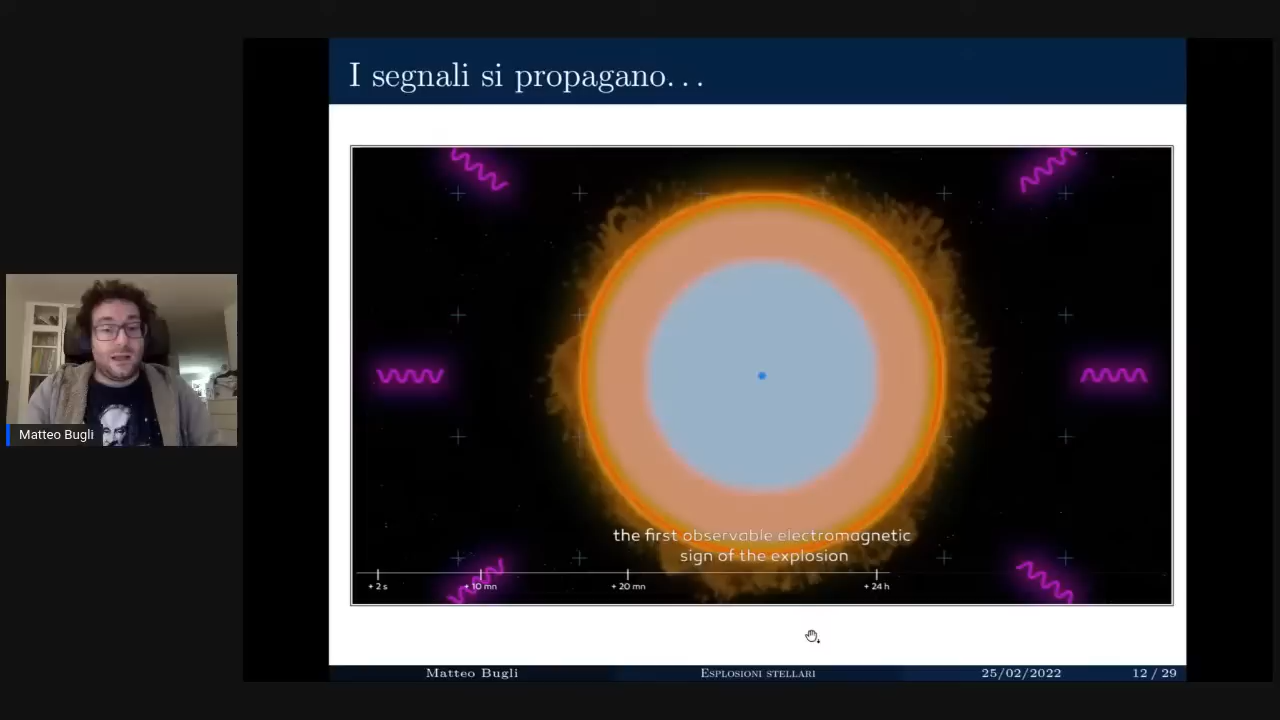 I segnali si propagano...
the first observable electromagnetic
sign of the explosion
+ 2 s
+ 10 mn
+ 20 mn
+ 24 h
Matteo Bugli
Matteo Bugli
Esplosioni stellari
25/02/2022
12 / 29